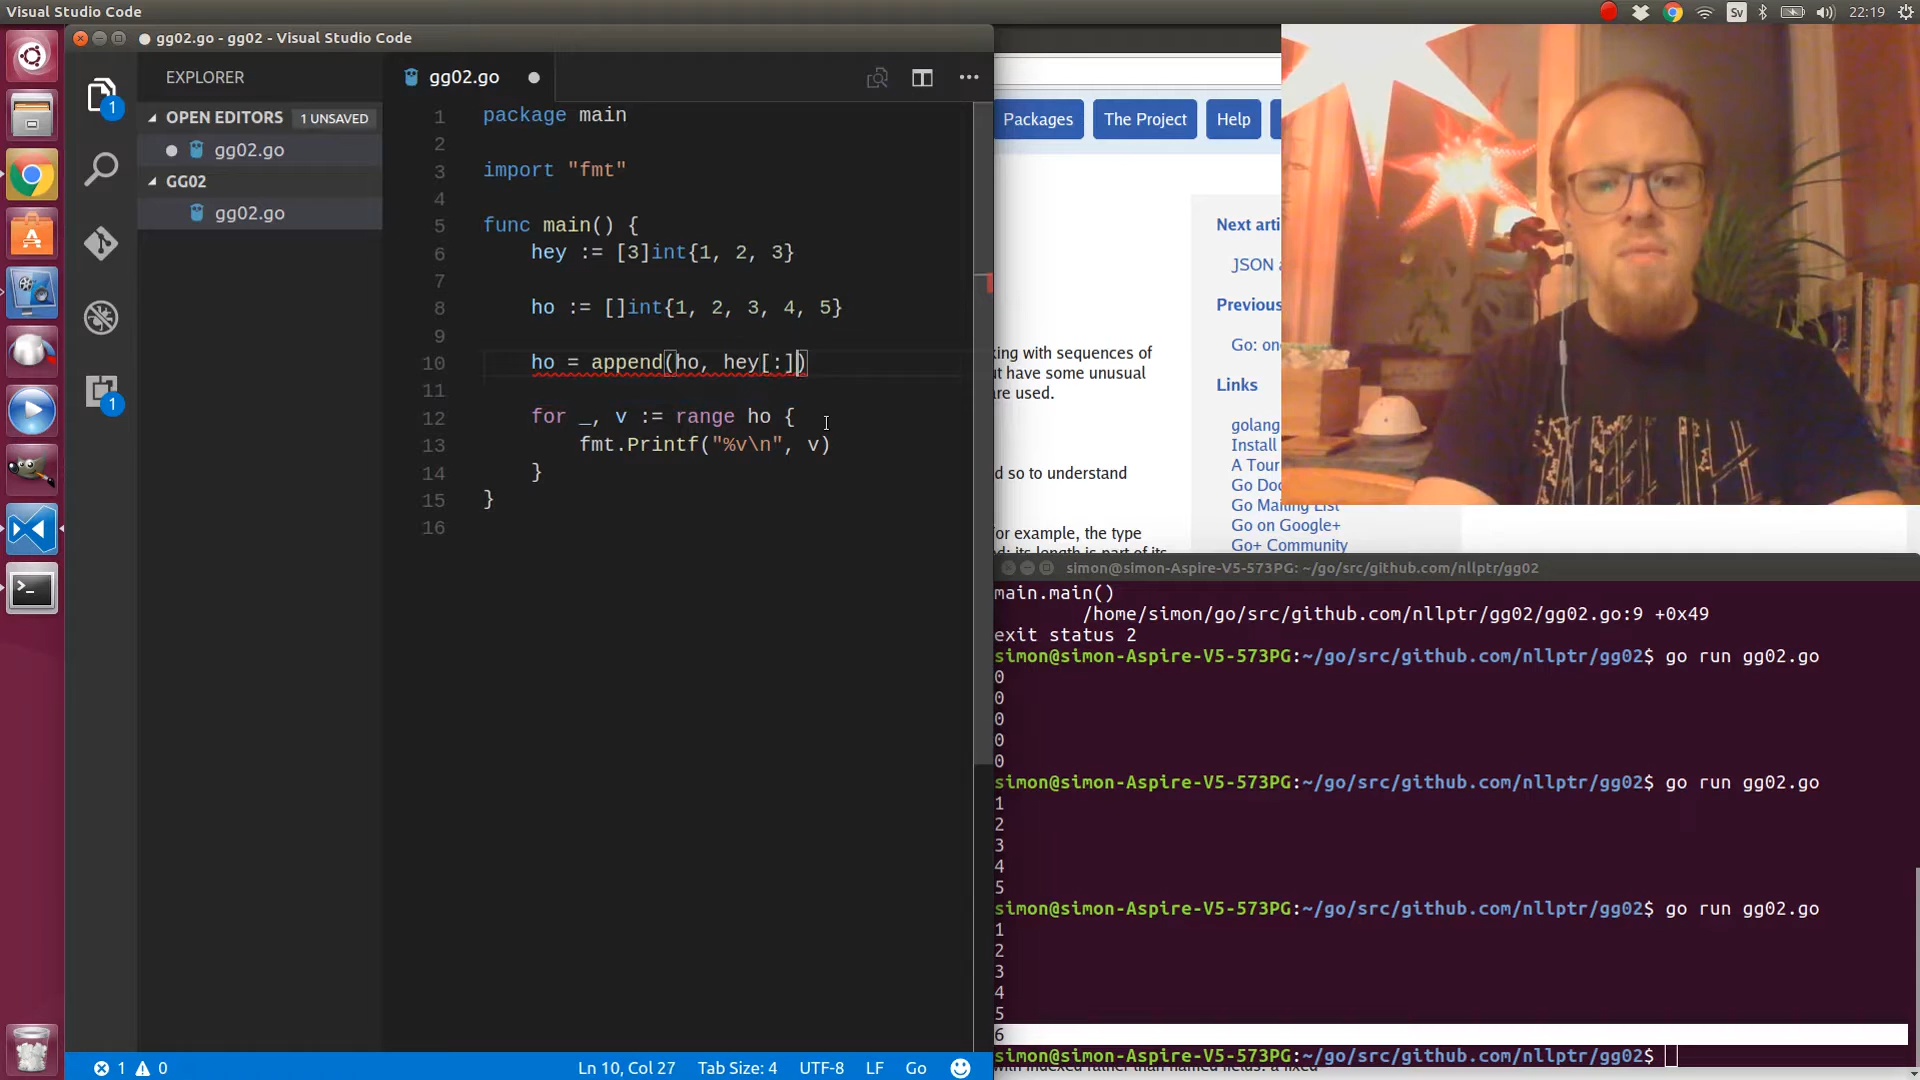 Visual Studio Code
Sv
22:19
gg02.go - gg02 - Visual Studio Code
EXPLORER
OPEN EDITORS 1 UNSAVED
gg02.go
GG02
gg02.go
1
1
gg02.go
1 package main
2
3 import "fmt"
4
5 func main() {
6 hey := [3]int{1, 2, 3}
7
8 ho := []int{1, 2, 3, 4, 5}
9
10 ho = append(ho, hey[:])
11
12 for _, v := range ho {
13 fmt.Printf("%v\n", v)
14 }
15 }
16
1 0
Ln 10, Col 27 Tab Size: 4 UTF-8 LF Go
Packages The Project Help
Next arti
JSON a
king with sequences of
ut have some unusual
re used.
d so to understand
or example, the type
Previous
Go: on
Links
golang
Install
A Tour
Go Doc
Go Mailing List
Go on Google+
Go+ Community
simon@simon-Aspire-V5-573PG: ~/go/src/github.com/nllptr/gg02
main.main()
/home/simon/go/src/github.com/nllptr/gg02/gg02.go:9 +0x49
exit status 2
simon@simon-Aspire-V5-573PG:~/go/src/github.com/nllptr/gg02$ go run gg02.go
0
0
0
0
0
simon@simon-Aspire-V5-573PG:~/go/src/github.com/nllptr/gg02$ go run gg02.go
1
2
3
4
5
simon@simon-Aspire-V5-573PG:~/go/src/github.com/nllptr/gg02$ go run gg02.go
1
2
3
4
5
6
simon@simon-Aspire-V5-573PG:~/go/src/github.com/nllptr/gg02$